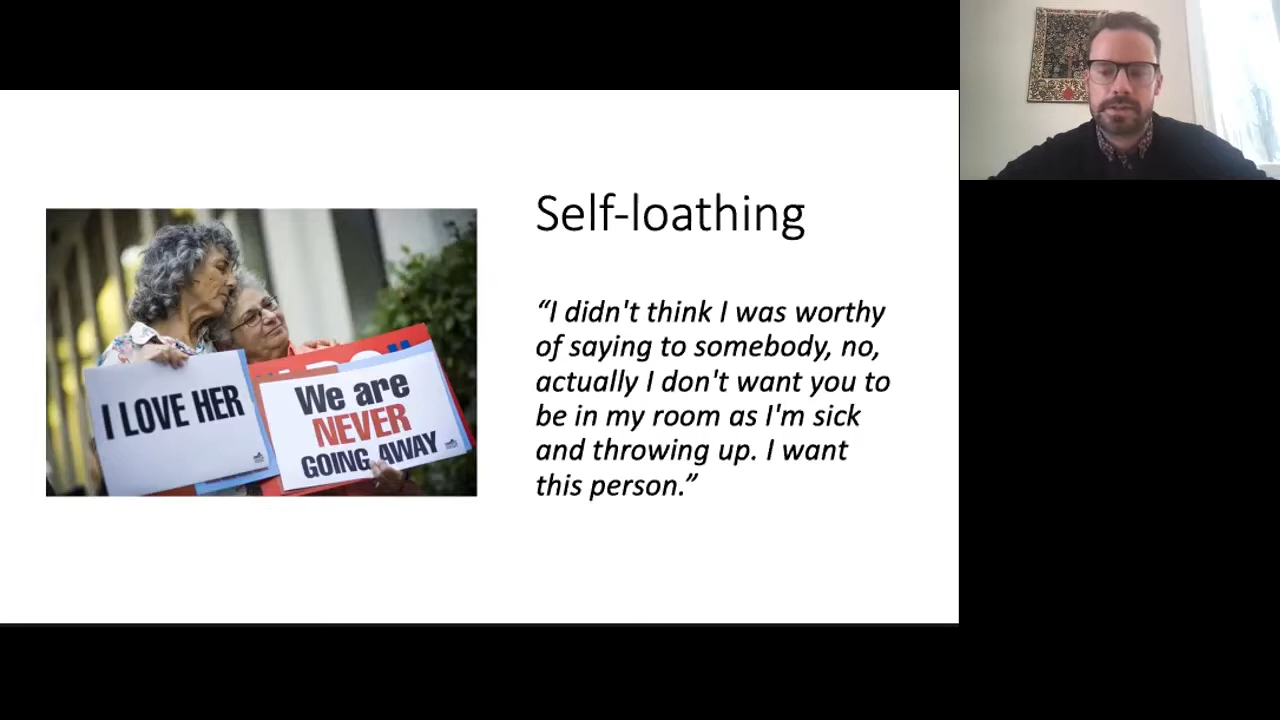 Self-loathing
“I didn't think I was worthy
of saying to somebody, no,
actually I don't want you to
be in my room as I'm sick
and throwing up. I want
this person.”
I LOVE HER
We are
NEVER
GOING AWAY